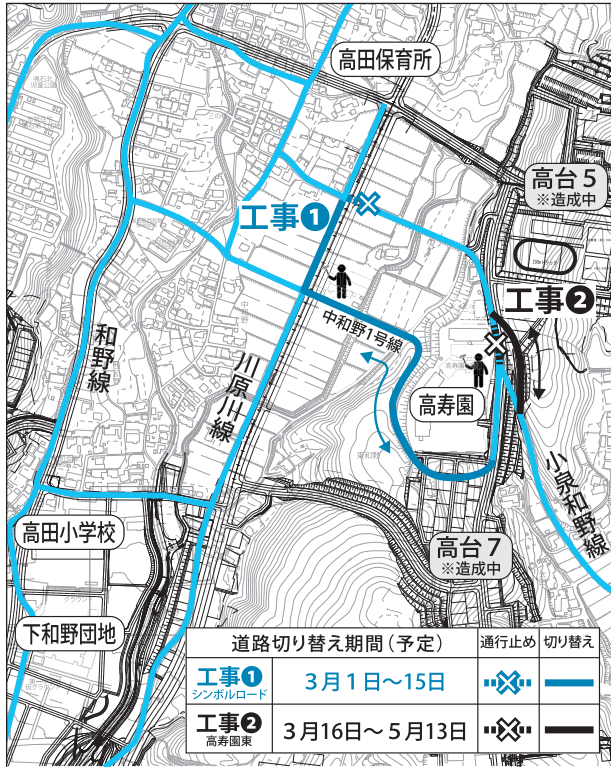 高田保育所
高台5
※造成中
工事❶
工事❷
中和野1号線
和野線
川原川線
高寿園
小泉和野線
高田小学校
高台7
※造成中
下和野団地
道路切り替え期間(予定) 通行止め 切り替え
工事❶ シンボルロード 3月1日〜15日
工事❷ 高寿園東 3月16日〜5月13日